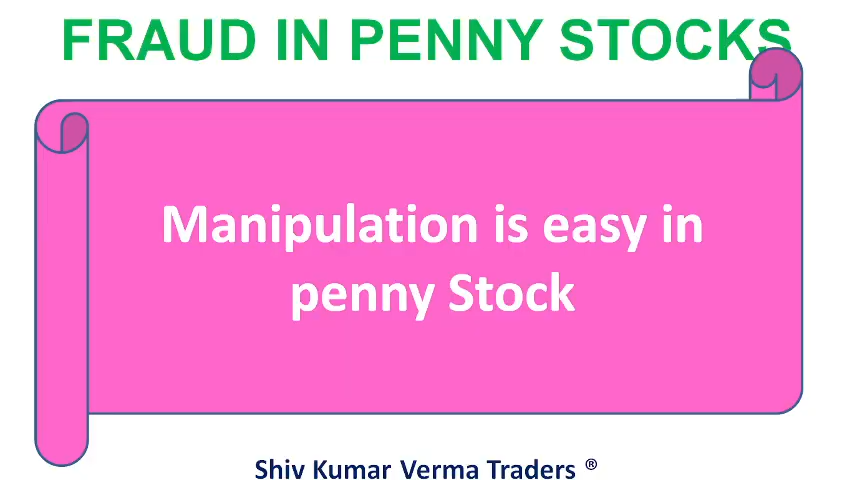 FRAUD IN PENNY STOCKS
Manipulation is easy in
penny Stock
Shiv Kumar Verma Traders ®